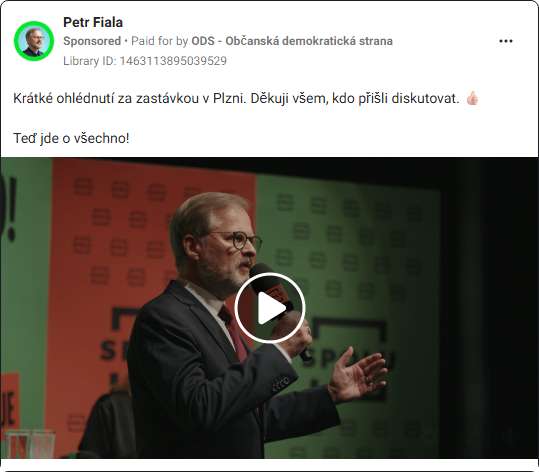 Petr Fiala
Sponsored • Paid for by ODS - Občanská demokratická strana
Library ID: 1463113895039529
Krátké ohlédnutí za zastávkou v Plzni. Děkuji všem, kdo přišli diskutovat. 👍🏻
Teď jde o všechno!